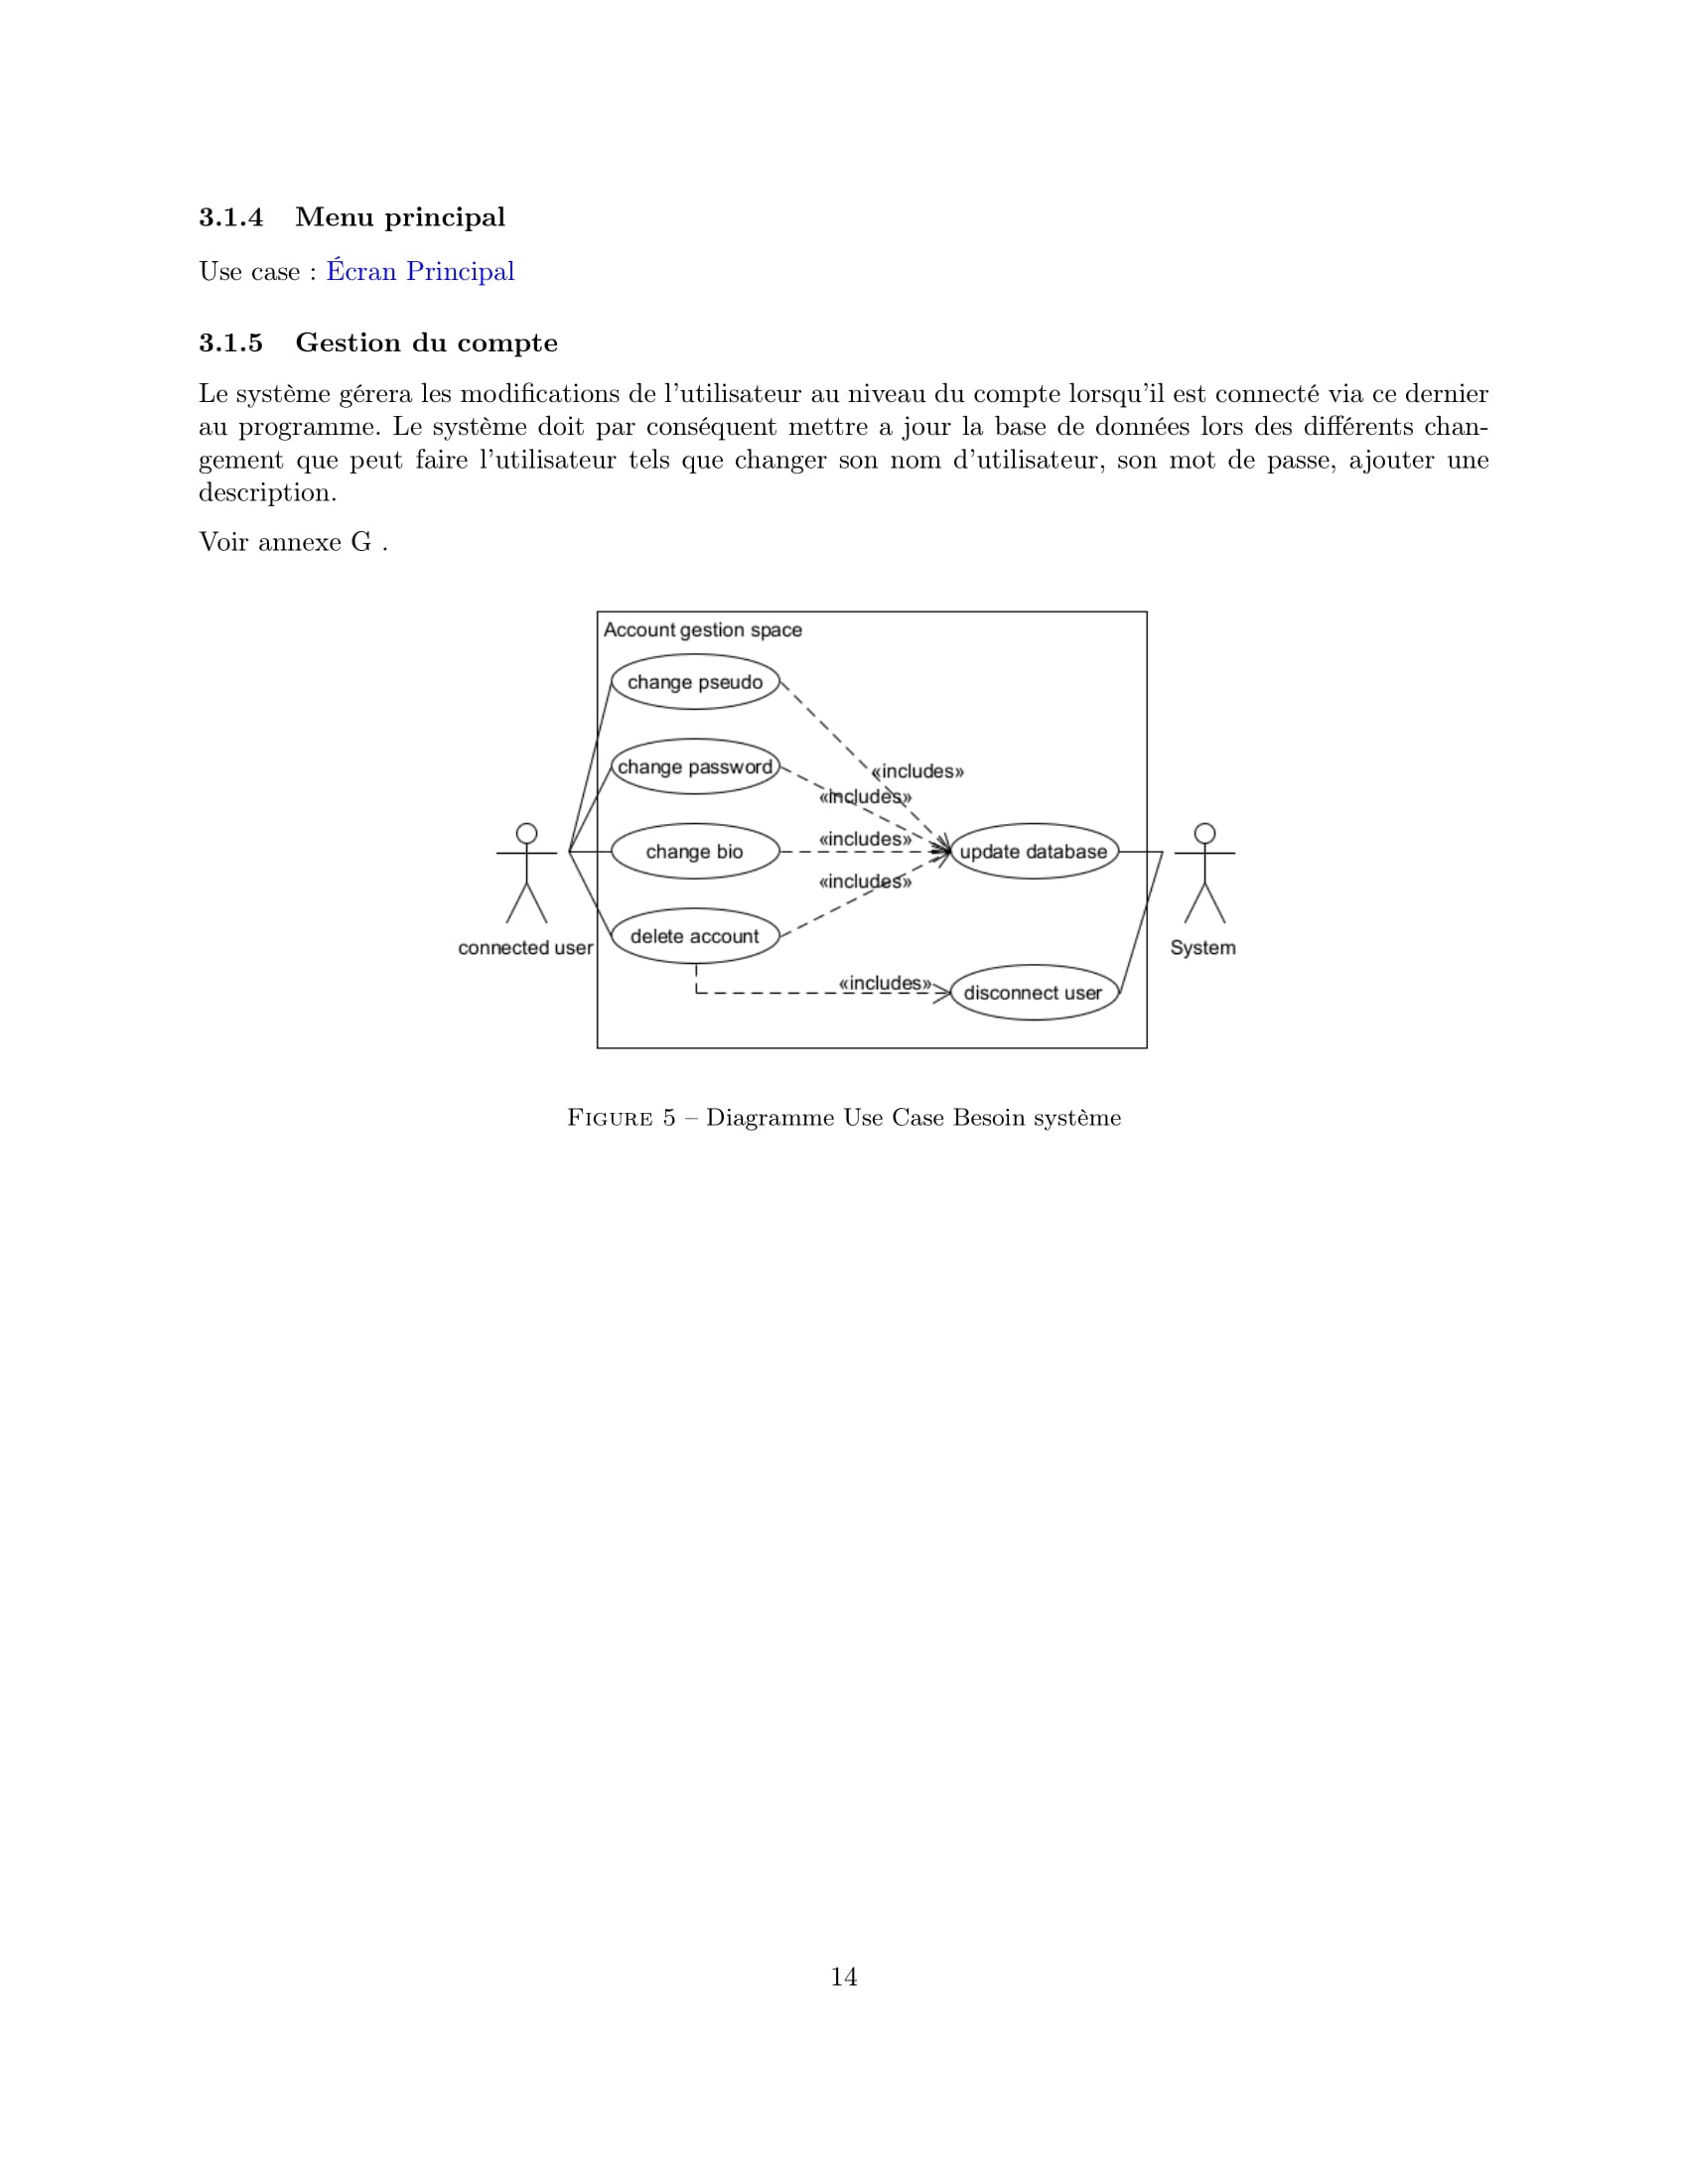 3.1.4 Menu principal
Use case : Écran Principal
3.1.5 Gestion du compte
Le système gérera les modifications de l'utilisateur au niveau du compte lorsqu'il est connecté via ce dernier
au programme. Le système doit par conséquent mettre a jour la base de données lors des différents chan-
gement que peut faire l'utilisateur tels que changer son nom d'utilisateur, son mot de passe, ajouter une
description.
Voir annexe G .
Account gestion space
change pseudo
change password
«includes»
«includes»
«includes»
change bio
update database
«includes»
delete account
connected user
System
«includes»
disconnect user
FIGURE 5 – Diagramme Use Case Besoin système
14